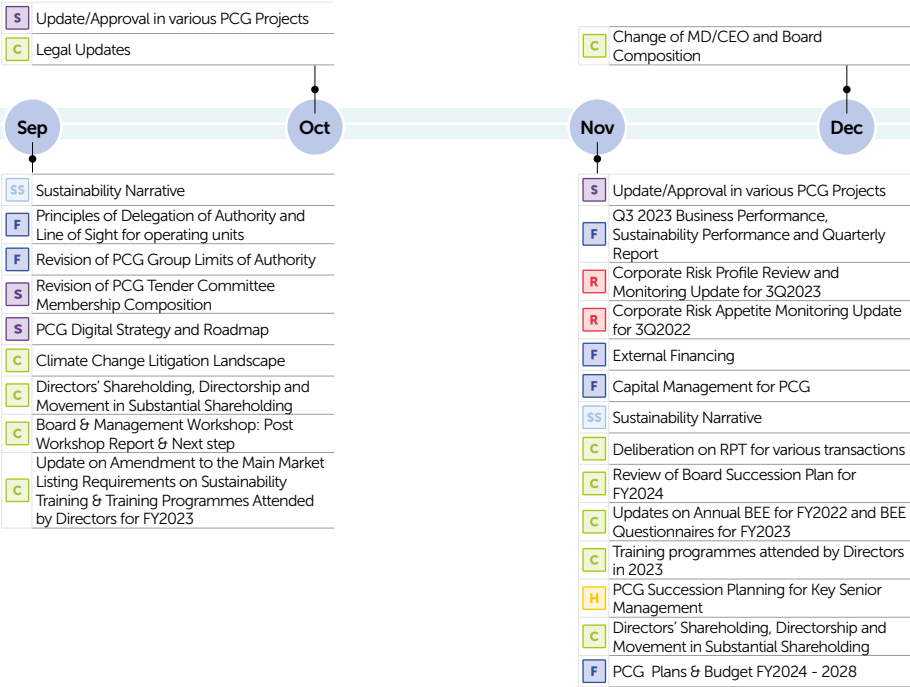 S Update/Approval in various PCG Projects
C Legal Updates
C Change of MD/CEO and Board
Composition
Sep
Oct
Nov
Dec
SS Sustainability Narrative
F Principles of Delegation of Authority and
Line of Sight for operating units
F Revision of PCG Group Limits of Authority
S Revision of PCG Tender Committee
Membership Composition
S PCG Digital Strategy and Roadmap
C Climate Change Litigation Landscape
C Directors' Shareholding, Directorship and
Movement in Substantial Shareholding
C Board & Management Workshop: Post
Workshop Report & Next step
C Update on Amendment to the Main Market
Listing Requirements on Sustainability
Training & Training Programmes Attended
by Directors for FY2023
S Update/Approval in various PCG Projects
F Q3 2023 Business Performance,
Sustainability Performance and Quarterly
Report
R Corporate Risk Profile Review and
Monitoring Update for 3Q2023
R Corporate Risk Appetite Monitoring Update
for 3Q2022
F External Financing
F Capital Management for PCG
SS Sustainability Narrative
C Deliberation on RPT for various transactions
C Review of Board Succession Plan for
FY2024
C Updates on Annual BEE for FY2022 and BEE
Questionnaires for FY2023
C Training programmes attended by Directors
in 2023
H PCG Succession Planning for Key Senior
Management
C Directors' Shareholding, Directorship and
Movement in Substantial Shareholding
F PCG Plans & Budget FY2024 - 2028